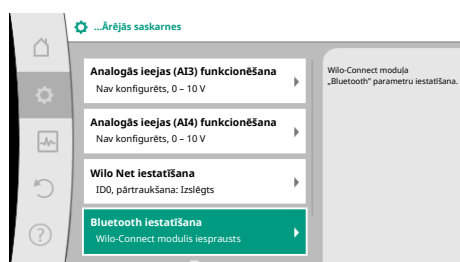 ...Ārējās saskarnes
Analogās ieejas (AI3) funkcionēšana
Nav konfigurēts, 0 – 10 V
Analogās ieejas (AI4) funkcionēšana
Nav konfigurēts, 0 – 10 V
Wilo Net iestatīšana
ID0, pārtraukšana: Izslēgts
Bluetooth iestatīšana
Wilo-Connect modulis iesprausts
Wilo-Connect moduļa
„Bluetooth“ parametru iestatīšana.